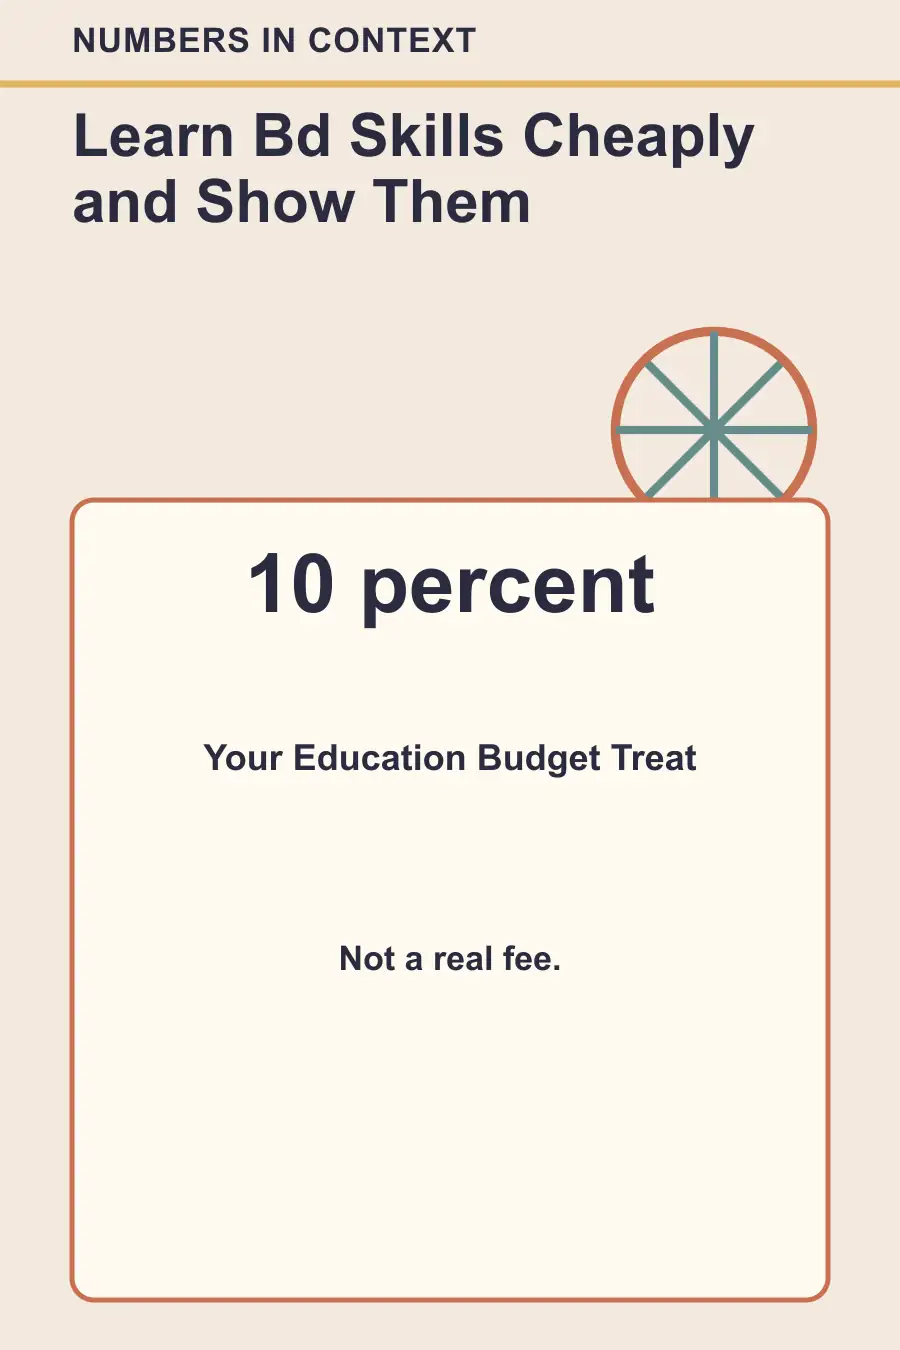 NUMBERS IN CONTEXT
Learn Bd Skills Cheaply
and Show Them
10 percent
Your Education Budget Treat
Not a real fee.